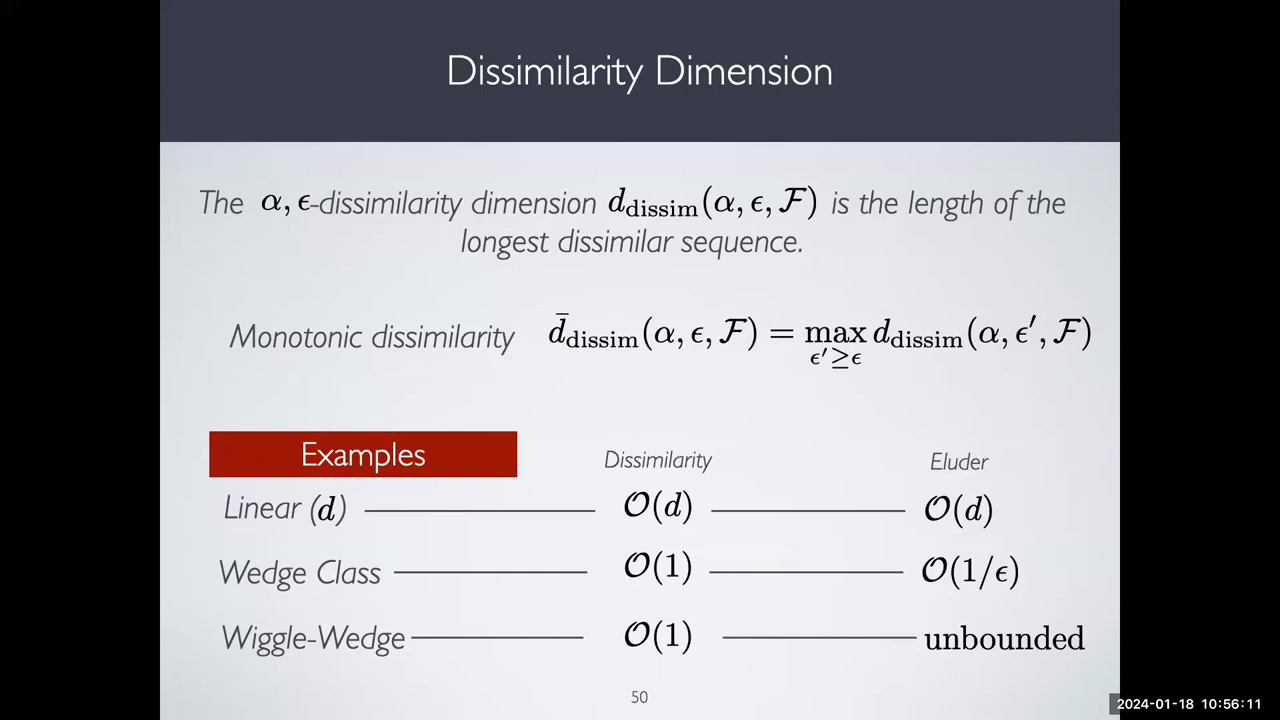 Dissimilarity Dimension
The α, ϵ-dissimilarity dimension d_dissim(α, ϵ, ℱ) is the length of the
longest dissimilar sequence.
Monotonic dissimilarity d̄_dissim(α, ϵ, ℱ) = max_{ϵ′≥ϵ} d_dissim(α, ϵ′, ℱ)
Examples Dissimilarity Eluder
Linear (d) 𝒪(d) 𝒪(d)
Wedge Class 𝒪(1) 𝒪(1/ϵ)
Wiggle-Wedge 𝒪(1) unbounded
50
2024-01-18 10:56:11